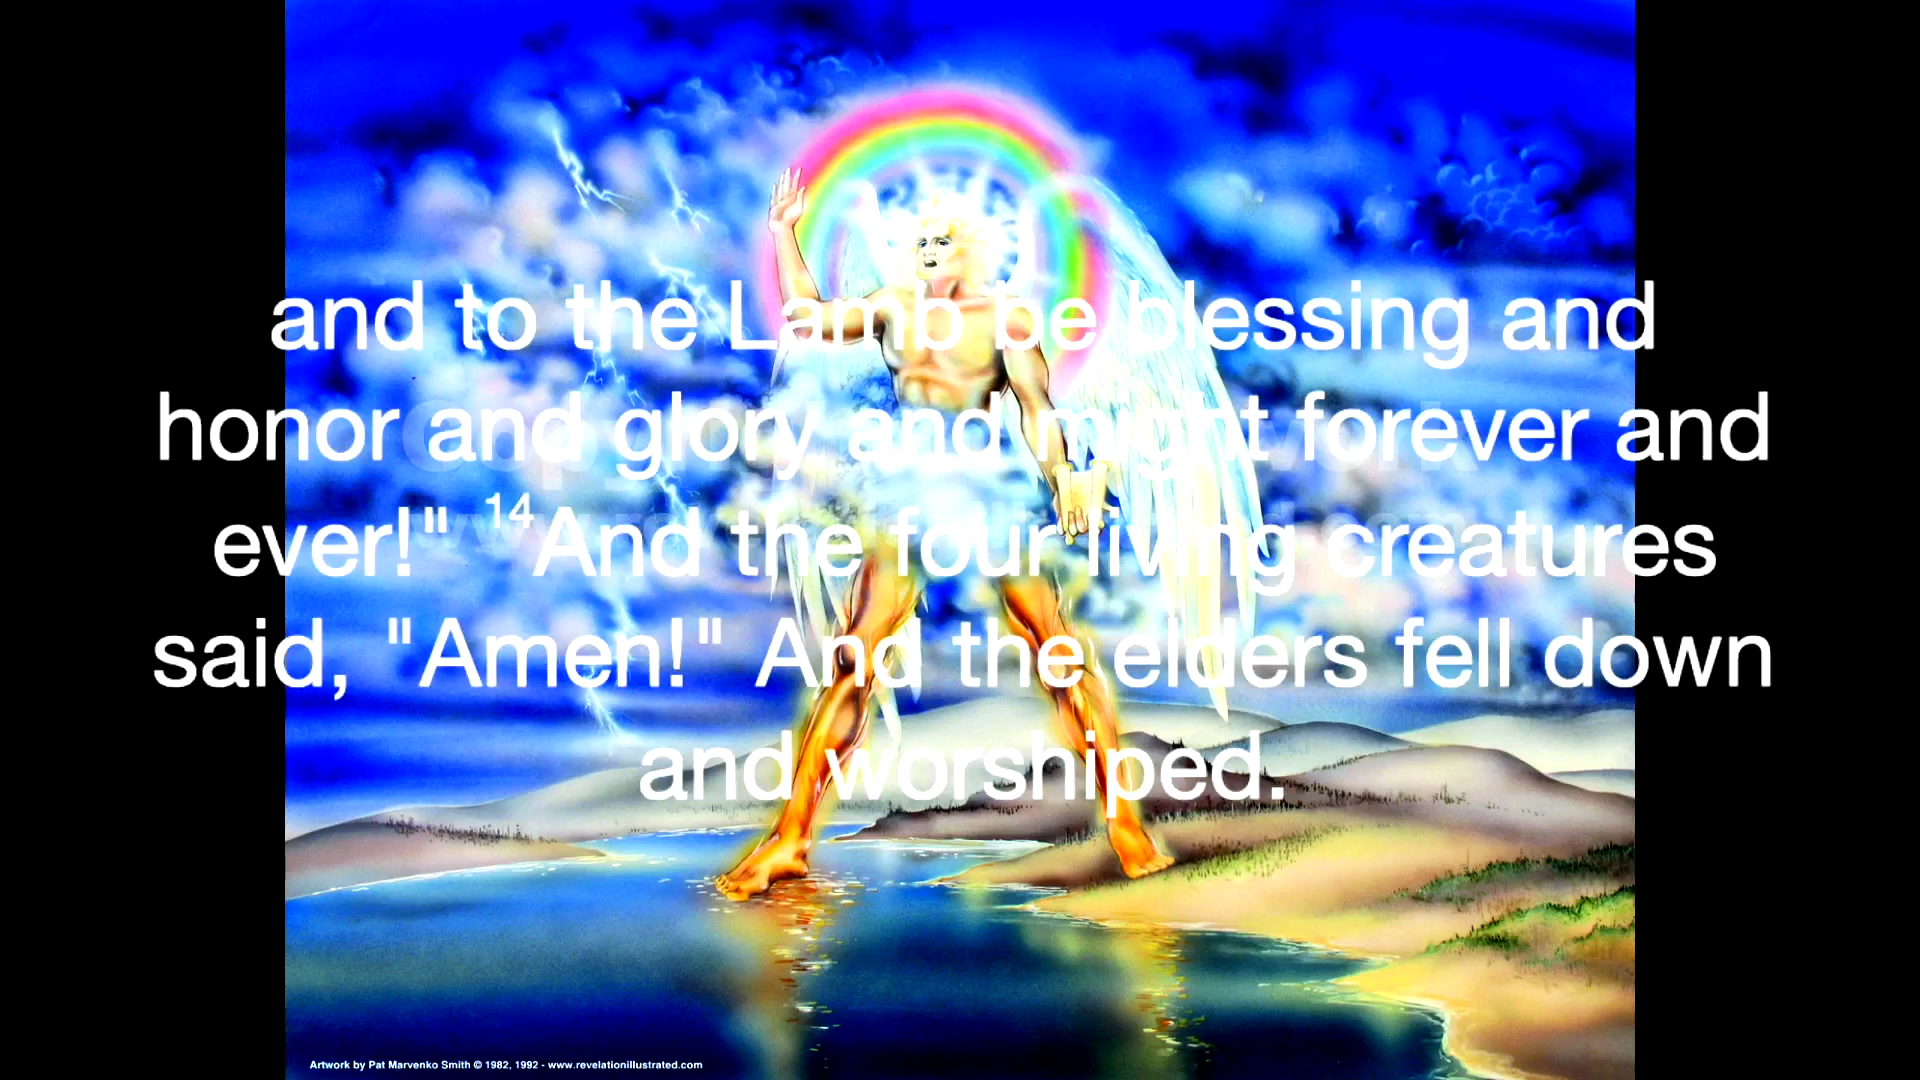 and to the Lamb be blessing and
honor and glory and might forever and
ever!" 14And the four living creatures
said, "Amen!" And the elders fell down
and worshiped.
Artwork by Pat Marvenko Smith © 1982, 1992 - www.revelationillustrated.com